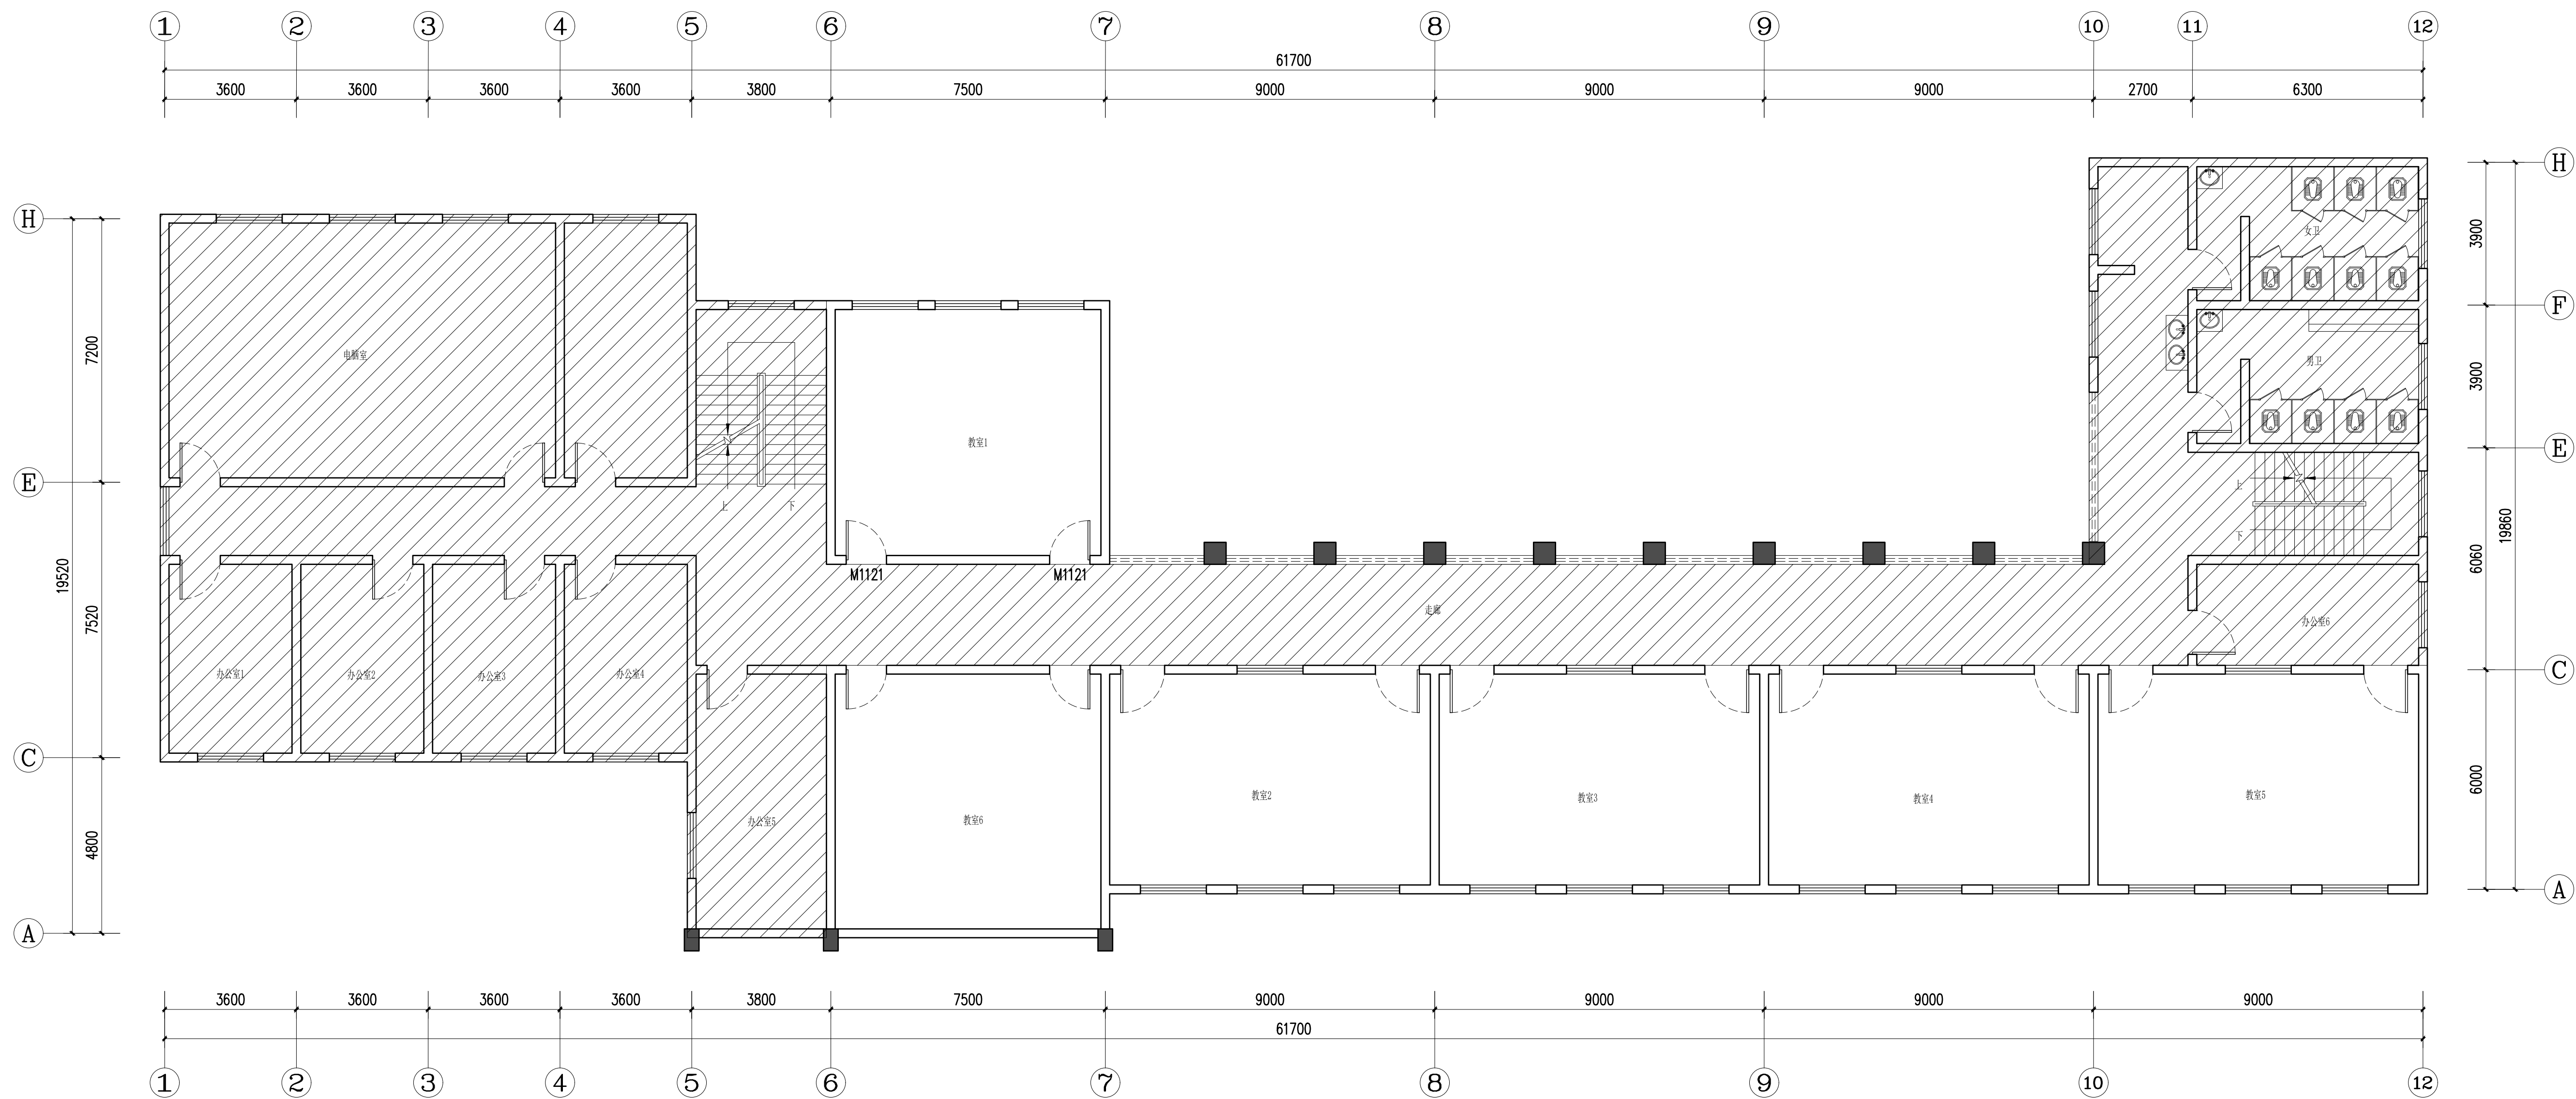 1 2 3 4 5 6 7 8 9 10 11 12
61700
3600 3600 3600 3600 3800 7500 9000 9000 9000 2700 6300
H
H
3900
女卫
F
7200
电脑室
男卫
3900
教室1
E
E
上
下
上
下
19520
19860
6060
M1121
M1121
走廊
7520
办公室6
办公室1
办公室2
办公室3
办公室4
C
C
教室2
教室3
教室4
教室5
6000
办公室5
教室6
4800
A
A
3600 3600 3600 3600 3800 7500 9000 9000 9000 9000
61700
1 2 3 4 5 6 7 8 9 10 12